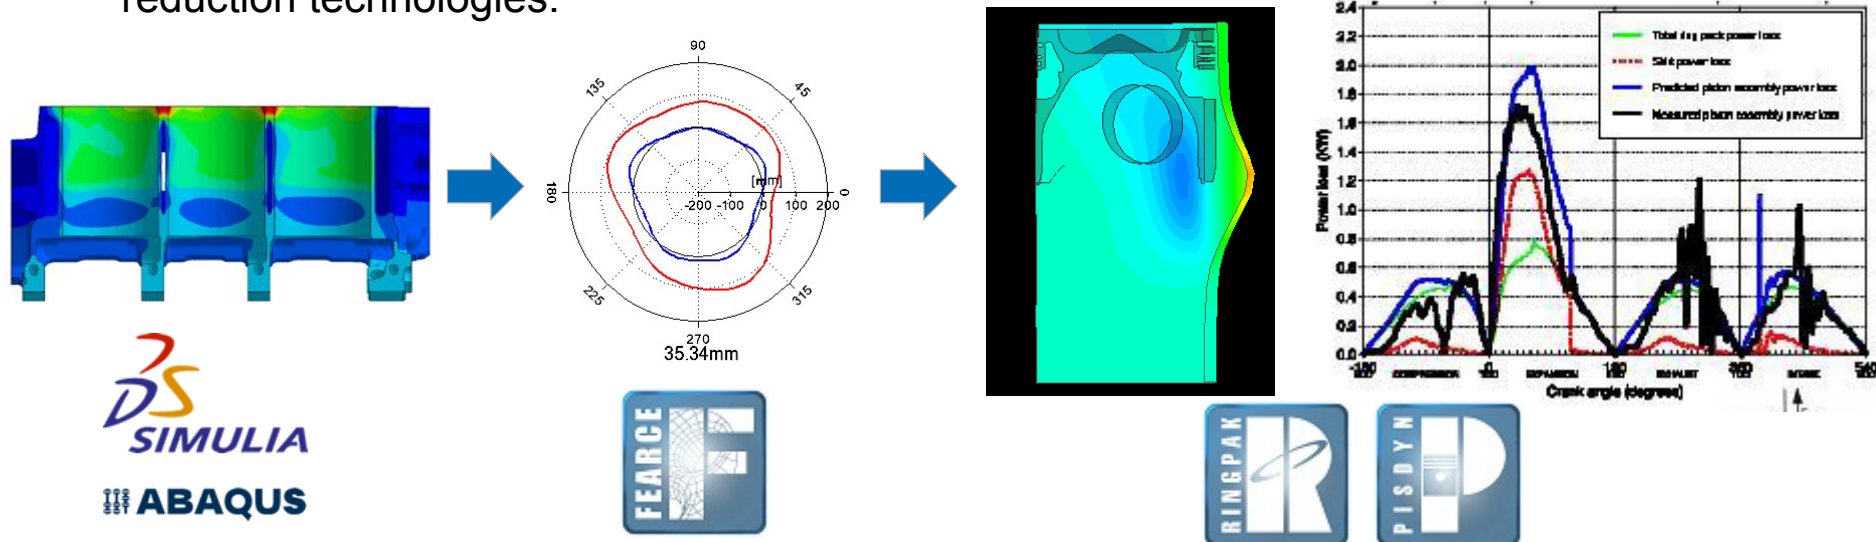 reduction technologies.
90
135
45
[mm]
180
-200 -100 0 100 200
0
225
315
270
35.34mm
SIMULIA
ABAQUS
FEARCE
RINGPAK
PISDYN
2.4
2.2
2.0
1.8
1.6
1.4
1.2
1.0
0.8
0.6
0.4
0.2
0.0
Power loss (KW)
Total ring pack power loss
Skirt power loss
Predicted piston assembly power loss
Measured piston assembly power loss
-180 0 180 360 540
COMPRESSION EXPANSION EXHAUST INTAKE
Crank angle (degrees)